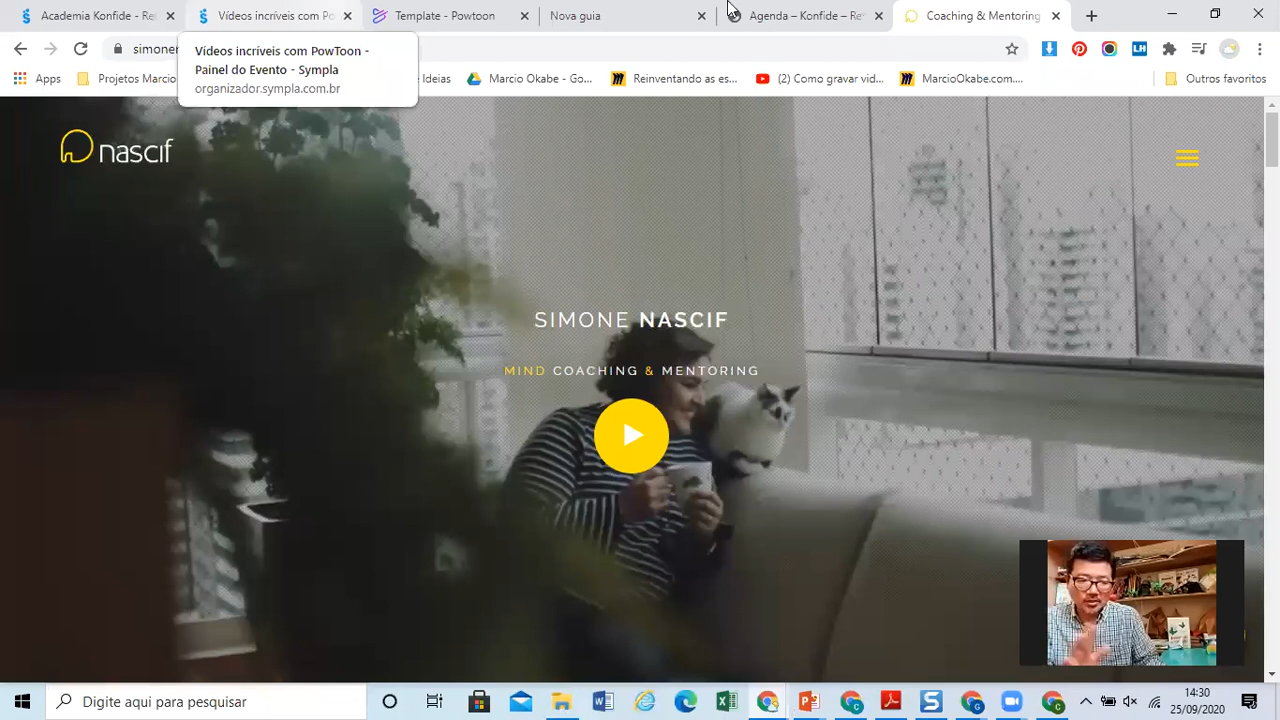 Academia Konfide - Rec
Vídeos incríveis com Po
Template - Powtoon
Nova guia
Agenda – Konfide – Re
Coaching & Mentoring
simone
Vídeos incríveis com PowToon -
Painel do Evento - Sympla
organizador.sympla.com.br
Apps
Projetos Marcio
Ideias
Marcio Okabe - Go...
Reinventando as es...
(2) Como gravar vid...
MarcioOkabe.com....
Outros favoritos
nascif
SIMONE NASCIF
MIND COACHING & MENTORING
Digite aqui para pesquisar
14:30
25/09/2020